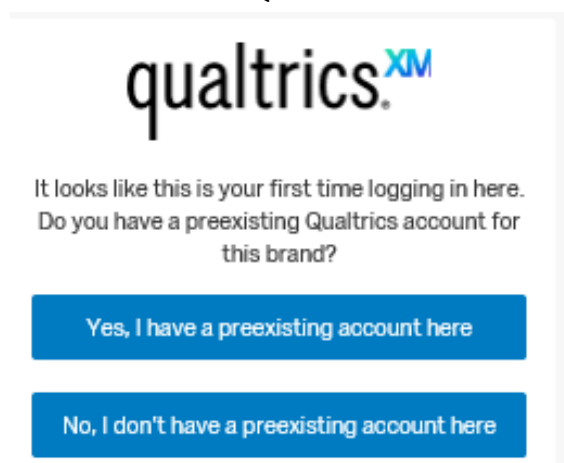 qualtrics.XM
It looks like this is your first time logging in here.
Do you have a preexisting Qualtrics account for
this brand?
Yes, I have a preexisting account here
No, I don't have a preexisting account here